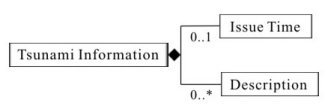 Issue Time
0..1
Tsunami Information
Description
0..*